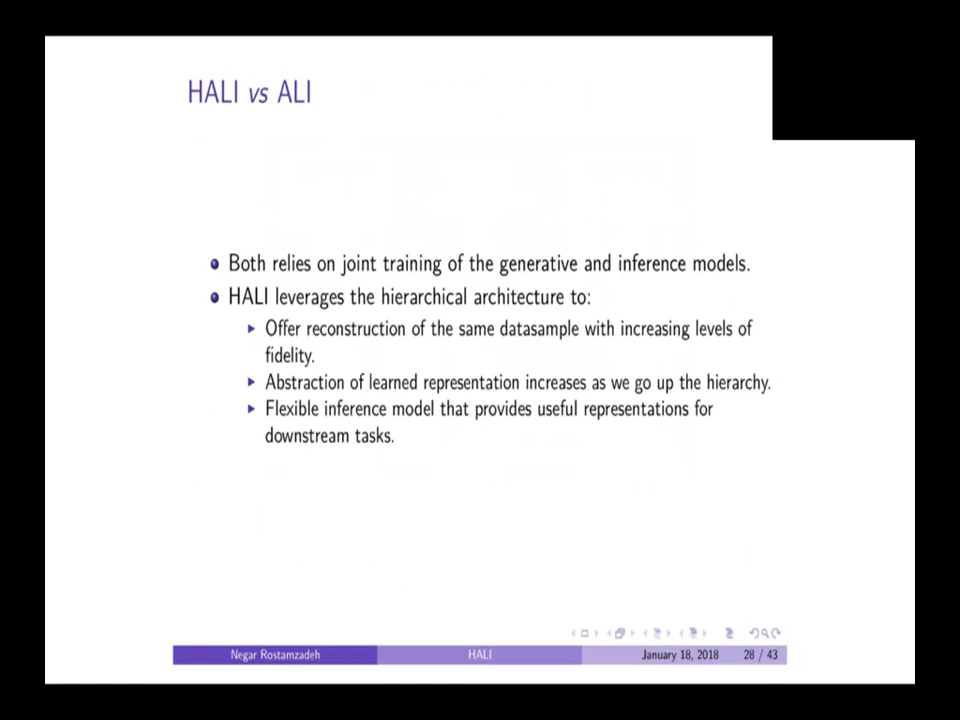 HALI vs ALI
Both relies on joint training of the generative and inference models.
HALI leverages the hierarchical architecture to:
Offer reconstruction of the same datasample with increasing levels of
fidelity.
Abstraction of learned representation increases as we go up the hierarchy.
Flexible inference model that provides useful representations for
downstream tasks.
Negar Rostamzadeh HALI January 18, 2018 28 / 43